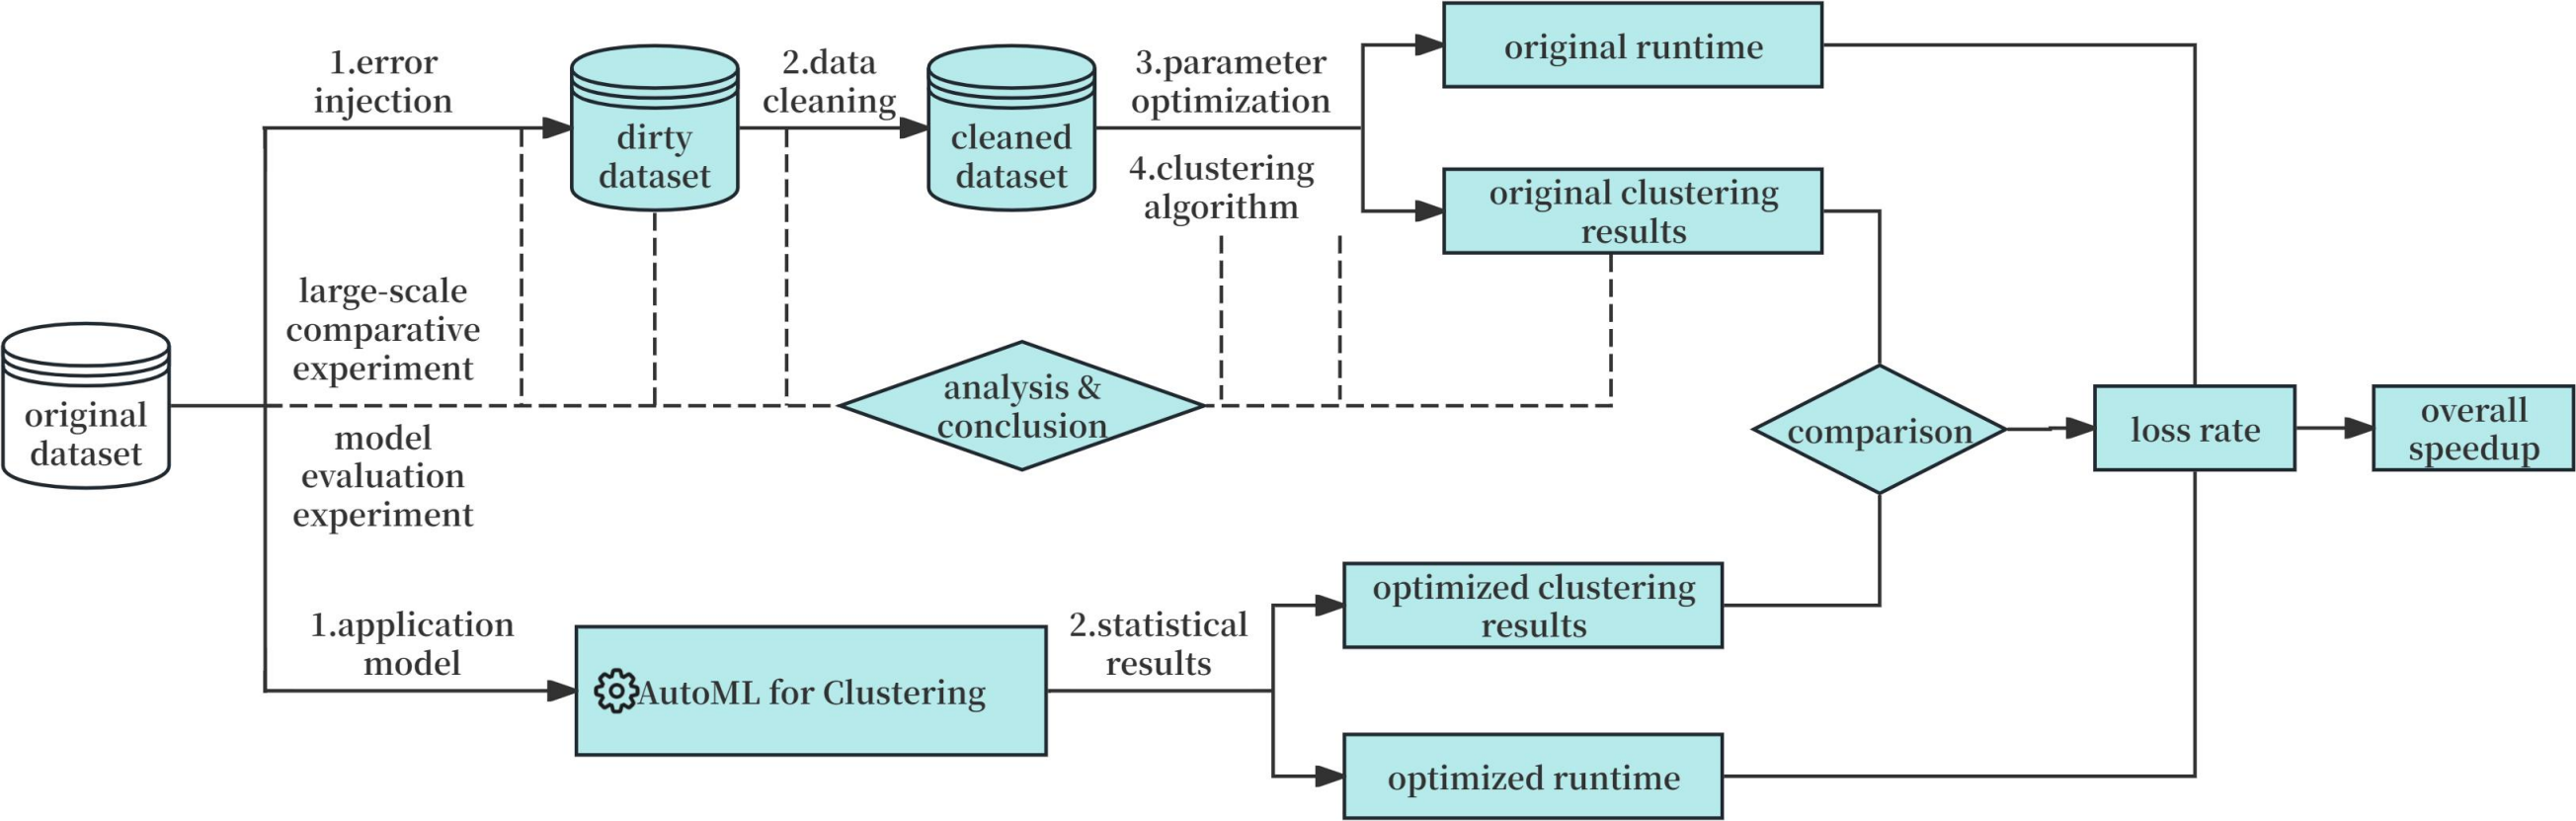 1.error
injection
dirty
dataset
2.data
cleaning
cleaned
dataset
3.parameter
optimization
4.clustering
algorithm
original runtime
original clustering
results
large-scale
comparative
experiment
original
dataset
model
evaluation
experiment
analysis &
conclusion
comparison
loss rate
overall
speedup
1.application
model
AutoML for Clustering
2.statistical
results
optimized clustering
results
optimized runtime